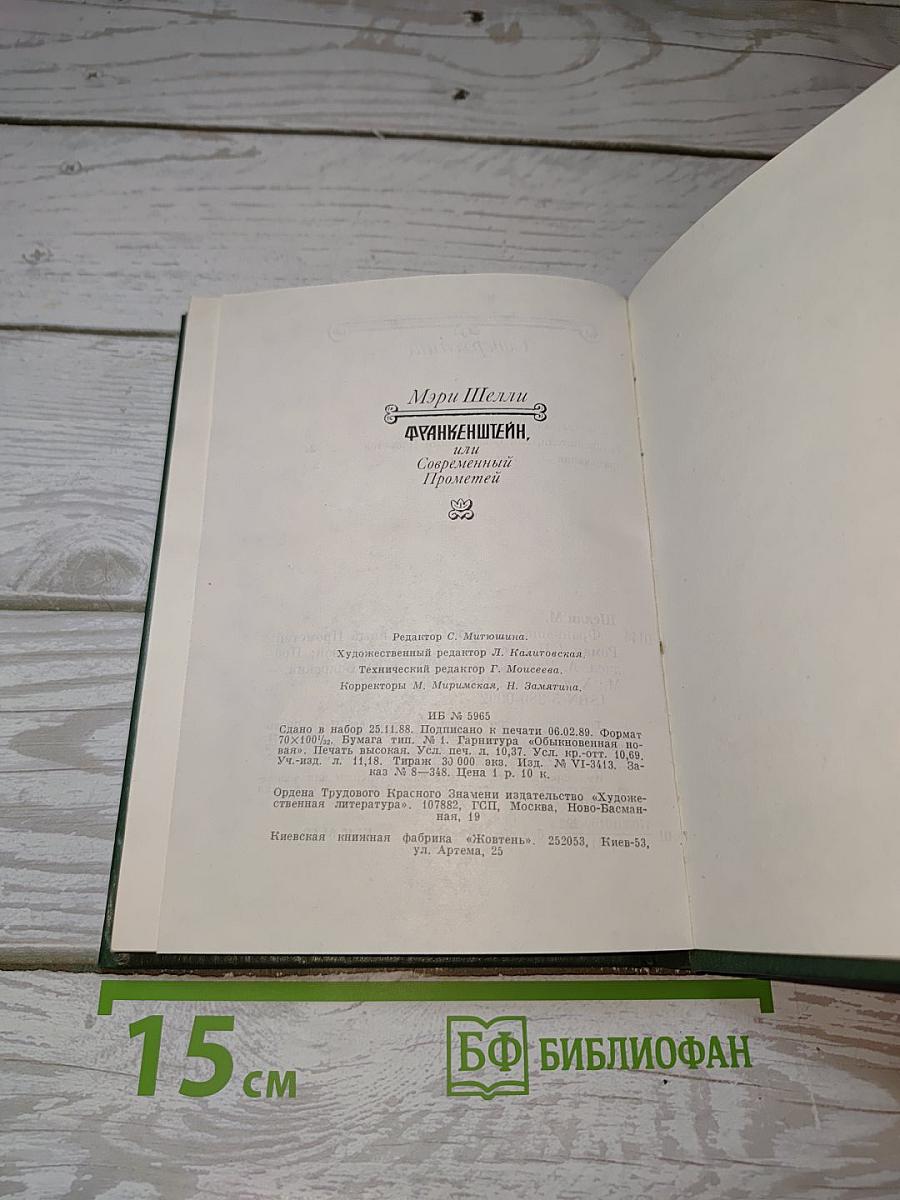 Мэри Шелли
ФРАНКЕНШТЕЙН,
или
Современный
Прометей
Редактор С. Митюшина.
Художественный редактор Л. Калитовская.
Технический редактор Г. Моисеева.
Корректоры М. Миримская, Н. Замятина.
ИБ № 5965
Сдано в набор 25.11.88. Подписано к печати 06.02.89. Формат
70×100¹/₃₂. Бумага тип. № 1. Гарнитура «Обыкновенная но-
вая». Печать высокая. Усл. печ. л. 10,37. Усл. кр.-отт. 10,69.
Уч.-изд. л. 11,18. Тираж 30 000 экз. Изд. № VI-3413. За-
каз № 8—348. Цена 1 р. 10 к.
Ордена Трудового Красного Знамени издательство «Художе-
ственная литература». 107882, ГСП, Москва, Ново-Басман-
ная, 19
Киевская книжная фабрика «Жовтень». 252053, Киев-53,
ул. Артема, 25
15 см
БФ БИБЛИОФАН